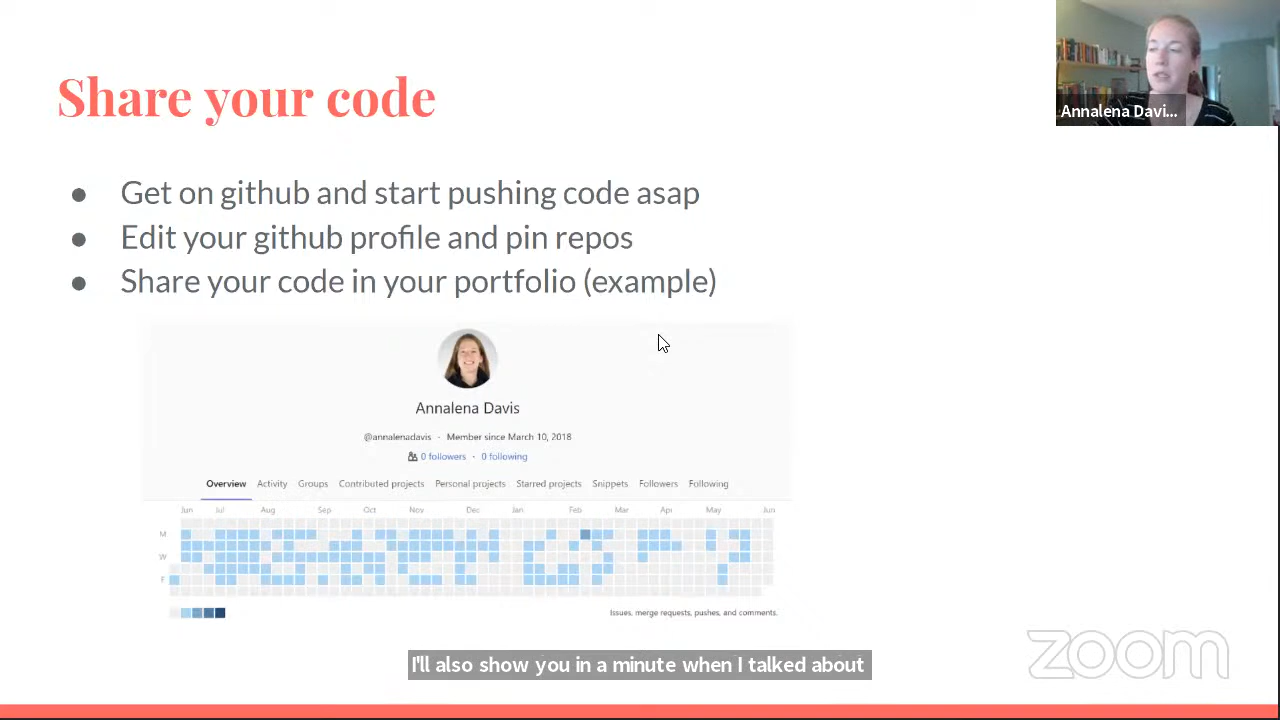 Share your code
Annalena Davi...
● Get on github and start pushing code asap
● Edit your github profile and pin repos
● Share your code in your portfolio (example)
Annalena Davis
@annalenadavis · Member since March 10, 2018
0 followers · 0 following
Overview Activity Groups Contributed projects Personal projects Starred projects Snippets Followers Following
Jun Jul Aug Sep Oct Nov Dec Jan Feb Mar Apr May Jun
M
W
F
Issues, merge requests, pushes, and comments.
I'll also show you in a minute when I talked about
zoom